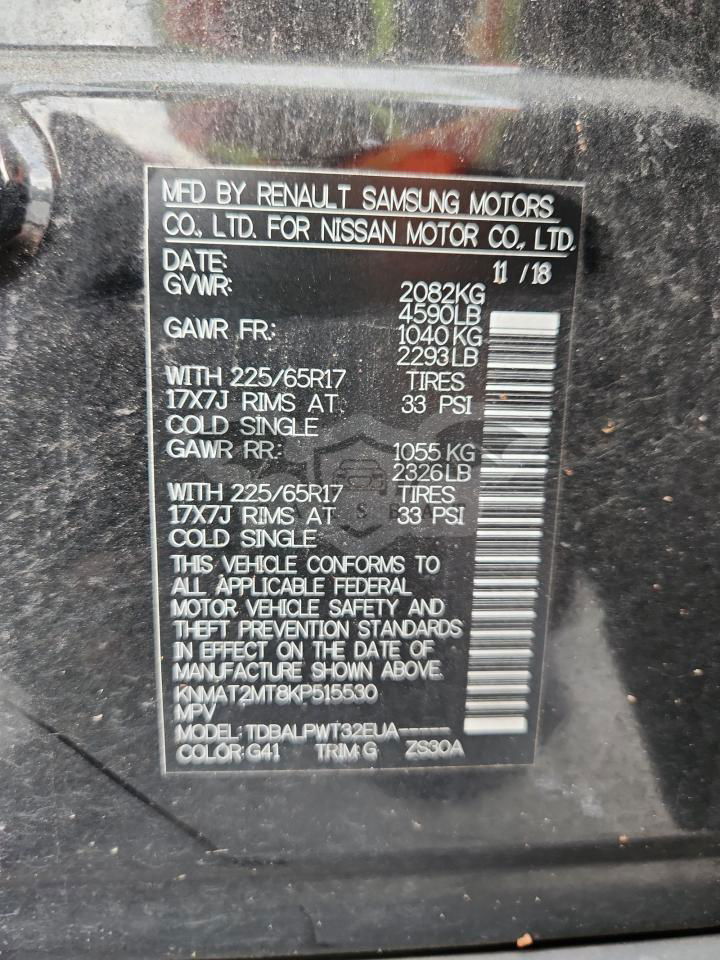 MFD BY RENAULT SAMSUNG MOTORS
CO., LTD. FOR NISSAN MOTOR CO., LTD.
DATE: 11 / 18
GVWR: 2082KG
4590LB
GAWR FR: 1040KG
2293LB
WITH 225/65R17 TIRES
17X7J RIMS AT 33 PSI
COLD SINGLE
GAWR RR: 1055 KG
2326LB
WITH 225/65R17 TIRES
17X7J RIMS AT 33 PSI
COLD SINGLE
THIS VEHICLE CONFORMS TO
ALL APPLICABLE FEDERAL
MOTOR VEHICLE SAFETY AND
THEFT PREVENTION STANDARDS
IN EFFECT ON THE DATE OF
MANUFACTURE SHOWN ABOVE.
KNMAT2MT8KP515530
MPV
MODEL: TDBALPWT32EUA-----
COLOR: G41 TRIM: G ZS30A